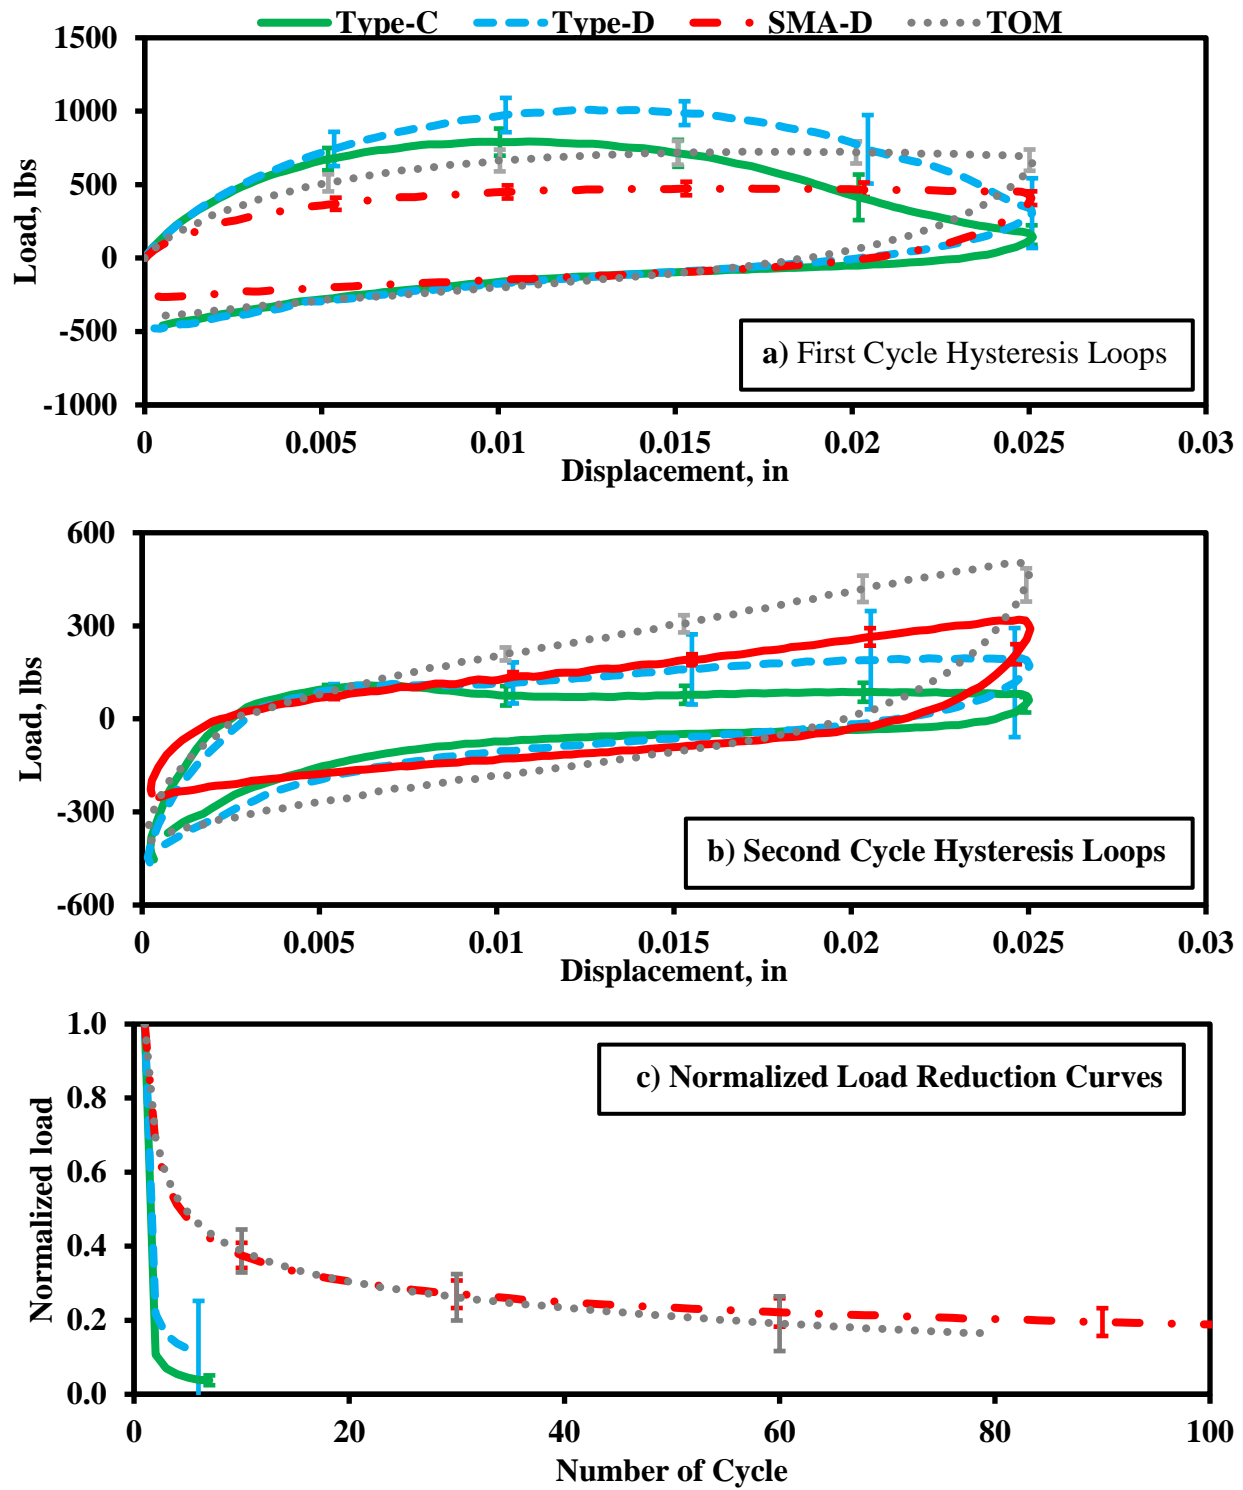 Type-C Type-D SMA-D TOM
1500
1000
500
0
-500
-1000
Load, lbs
a) First Cycle Hysteresis Loops
0 0.005 0.01 0.015 0.02 0.025 0.03
Displacement, in
600
300
0
-300
-600
Load, lbs
b) Second Cycle Hysteresis Loops
0 0.005 0.01 0.015 0.02 0.025 0.03
Displacement, in
1.0
0.8
0.6
0.4
0.2
0.0
Normalized load
c) Normalized Load Reduction Curves
0 20 40 60 80 100
Number of Cycle